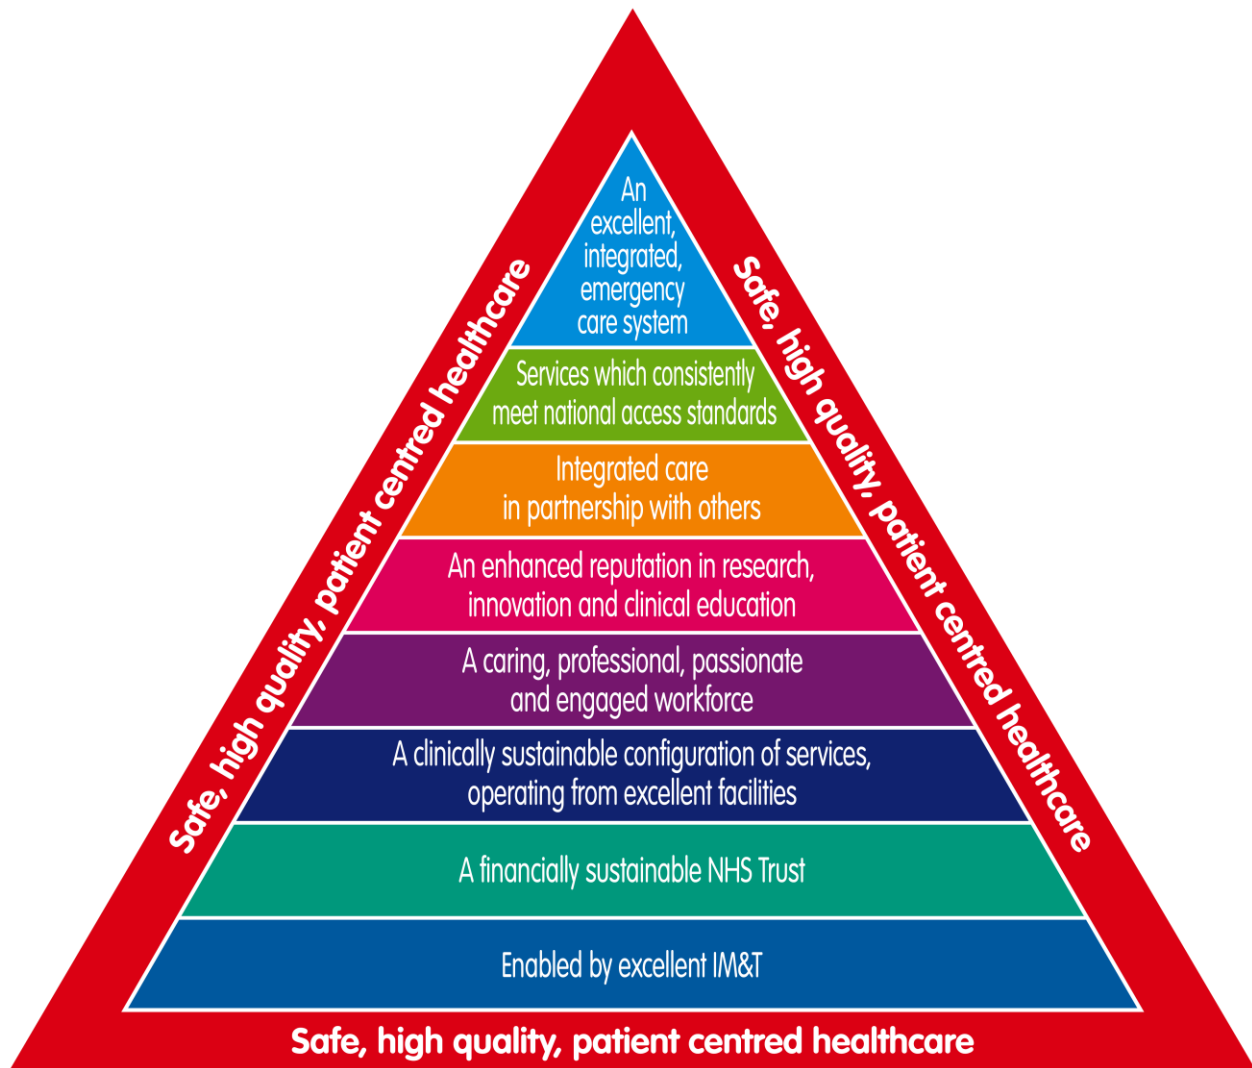 An
excellent,
integrated,
emergency
care system
Services which consistently
meet national access standards
Integrated care
in partnership with others
An enhanced reputation in research,
innovation and clinical education
A caring, professional, passionate
and engaged workforce
A clinically sustainable configuration of services,
operating from excellent facilities
A financially sustainable NHS Trust
Enabled by excellent IM&T
Safe, high quality, patient centred healthcare
Safe, high quality, patient centred healthcare
Safe, high quality, patient centred healthcare